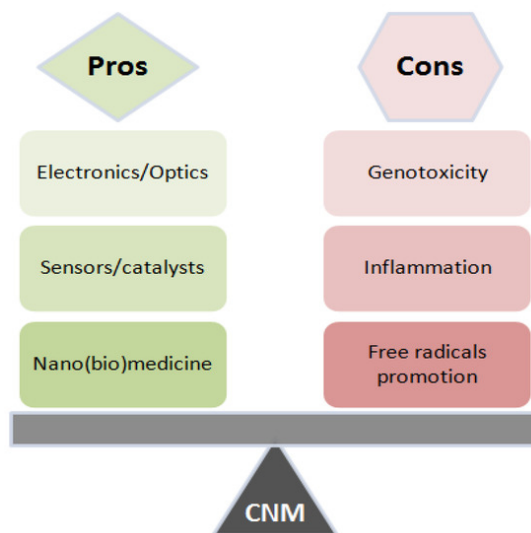 Pros
Cons
Electronics/Optics
Genotoxicity
Sensors/catalysts
Inflammation
Nano(bio)medicine
Free radicals
promotion
CNM